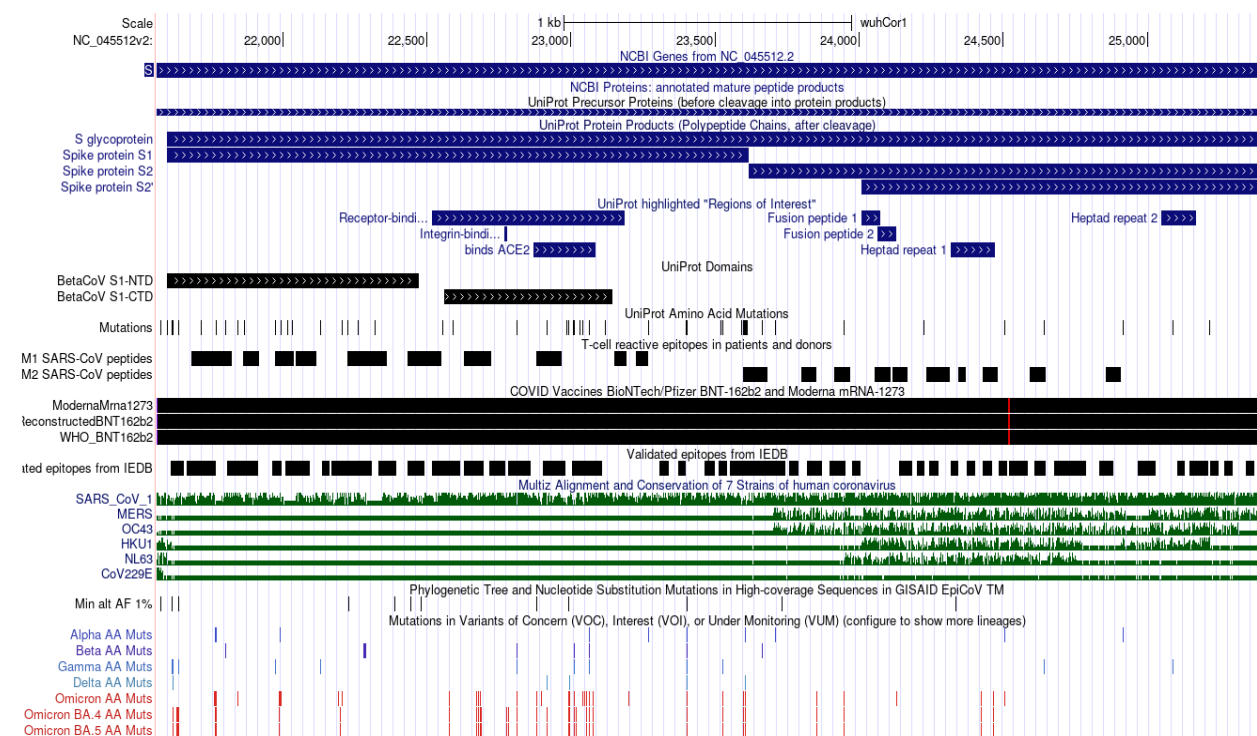 Scale 1 kb wuhCor1
NC_045512v2: 22,000 22,500 23,000 23,500 24,000 24,500 25,000
NCBI Genes from NC_045512.2
S
NCBI Proteins: annotated mature peptide products
UniProt Precursor Proteins (before cleavage into protein products)
UniProt Protein Products (Polypeptide Chains, after cleavage)
S glycoprotein
Spike protein S1
Spike protein S2
Spike protein S2'
UniProt highlighted "Regions of Interest"
Receptor-bindi... Fusion peptide 1 Heptad repeat 2
Integrin-bindi... Fusion peptide 2
binds ACE2 Heptad repeat 1
UniProt Domains
BetaCoV S1-NTD
BetaCoV S1-CTD
UniProt Amino Acid Mutations
Mutations
T-cell reactive epitopes in patients and donors
M1 SARS-CoV peptides
M2 SARS-CoV peptides
COVID Vaccines BioNTech/Pfizer BNT-162b2 and Moderna mRNA-1273
ModernaMrna1273
ReconstructedBNT162b2
WHO_BNT162b2
Validated epitopes from IEDB
ated epitopes from IEDB
Multiz Alignment and Conservation of 7 Strains of human coronavirus
SARS_CoV_1
MERS
OC43
HKU1
NL63
CoV229E
Phylogenetic Tree and Nucleotide Substitution Mutations in High-coverage Sequences in GISAID EpiCoV TM
Min alt AF 1%
Mutations in Variants of Concern (VOC), Interest (VOI), or Under Monitoring (VUM) (configure to show more lineages)
Alpha AA Muts
Beta AA Muts
Gamma AA Muts
Delta AA Muts
Omicron AA Muts
Omicron BA.4 AA Muts
Omicron BA.5 AA Muts